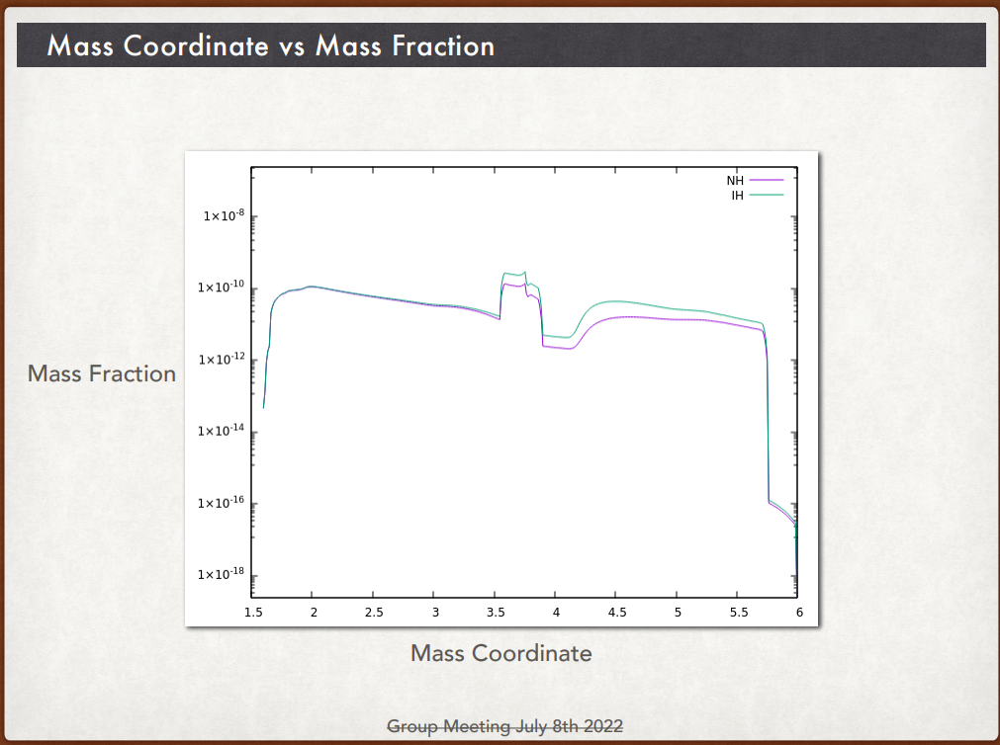 Mass Coordinate vs Mass Fraction
NH
IH
1×10⁻⁸
1×10⁻¹⁰
1×10⁻¹²
1×10⁻¹⁴
1×10⁻¹⁶
1×10⁻¹⁸
Mass Fraction
1.5 2 2.5 3 3.5 4 4.5 5 5.5 6
Mass Coordinate
Group Meeting July 8th 2022